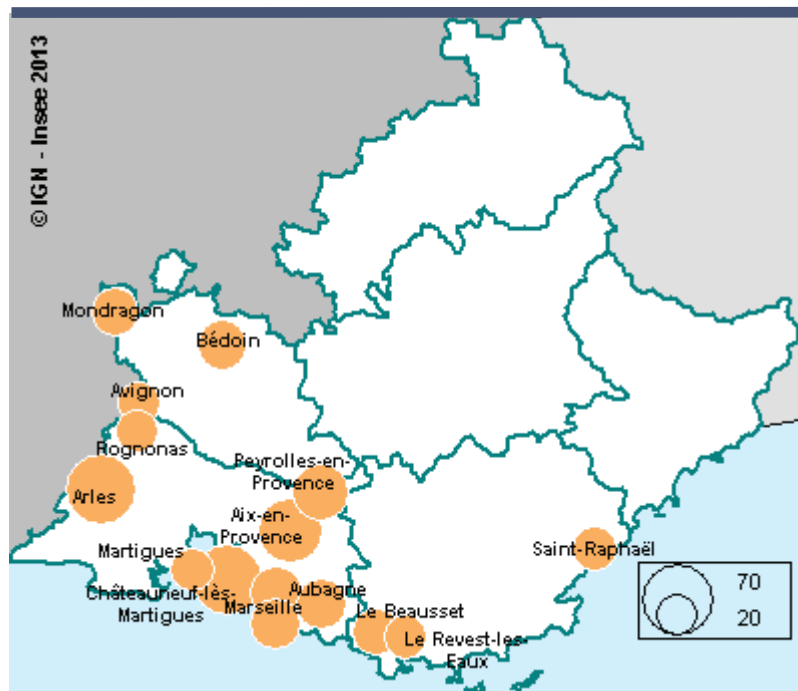 © IGN - Insee 2013
Mondragon
Bédoin
Avignon
Rognonas
Peyrolles-en-
Provence
Arles
Aix-en-
Provence
Saint-Raphaël
Martigues
Châteauneuf-lès-
Martigues
Marseille
Aubagne
Le Beausset
Le Revest-les-
Eaux
70
20